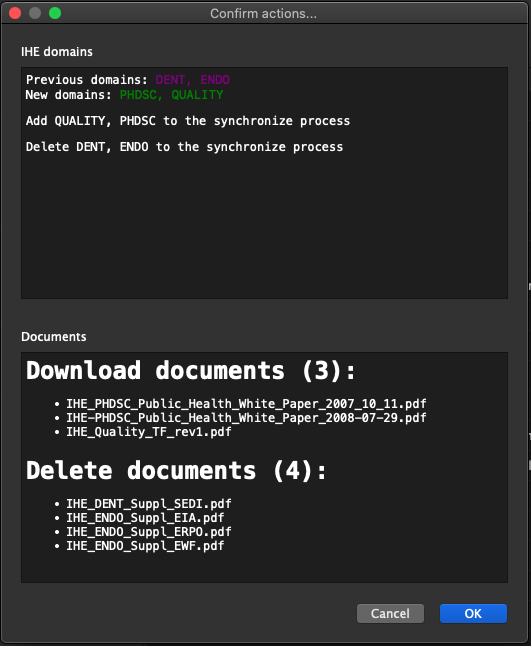 Confirm actions...
IHE domains
Previous domains: DENT, ENDO
New domains: PHDSC, QUALITY
Add QUALITY, PHDSC to the synchronize process
Delete DENT, ENDO to the synchronize process
Documents
Download documents (3):
• IHE_PHDSC_Public_Health_White_Paper_2007_10_11.pdf
• IHE-PHDSC_Public_Health_White_Paper_2008-07-29.pdf
• IHE_Quality_TF_rev1.pdf
Delete documents (4):
• IHE_DENT_Suppl_SEDI.pdf
• IHE_ENDO_Suppl_EIA.pdf
• IHE_ENDO_Suppl_ERPO.pdf
• IHE_ENDO_Suppl_EWF.pdf
Cancel OK